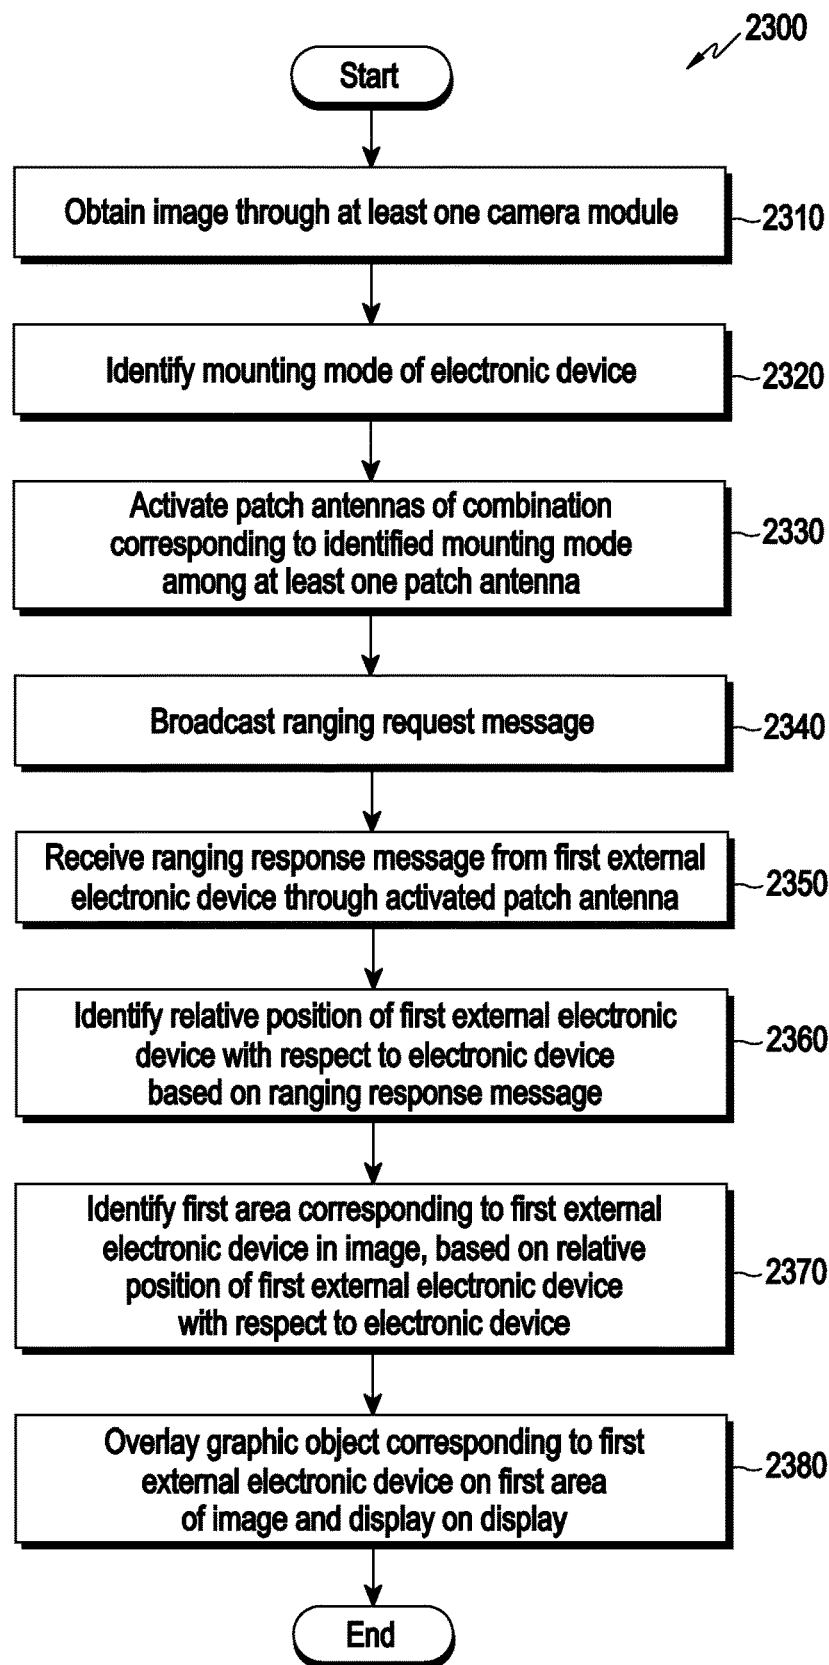 2300
Start
Obtain image through at least one camera module
2310
Identify mounting mode of electronic device
2320
Activate patch antennas of combination
corresponding to identified mounting mode
among at least one patch antenna
2330
Broadcast ranging request message
2340
Receive ranging response message from first external
electronic device through activated patch antenna
2350
Identify relative position of first external electronic
device with respect to electronic device
based on ranging response message
2360
Identify first area corresponding to first external
electronic device in image, based on relative
position of first external electronic device
with respect to electronic device
2370
Overlay graphic object corresponding to first
external electronic device on first area
of image and display on display
2380
End